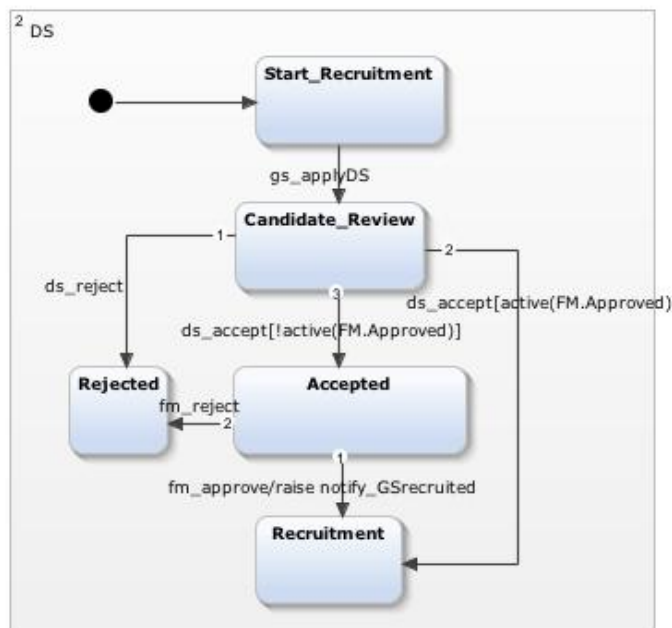 2
DS
Start_Recruitment
gs_applyDS
Candidate_Review
1
2
ds_reject
3
ds_accept[active(FM.Approved)
ds_accept[!active(FM.Approved)]
Rejected
Accepted
fm_reject
2
1
fm_approve/raise notify_GSrecruited
Recruitment